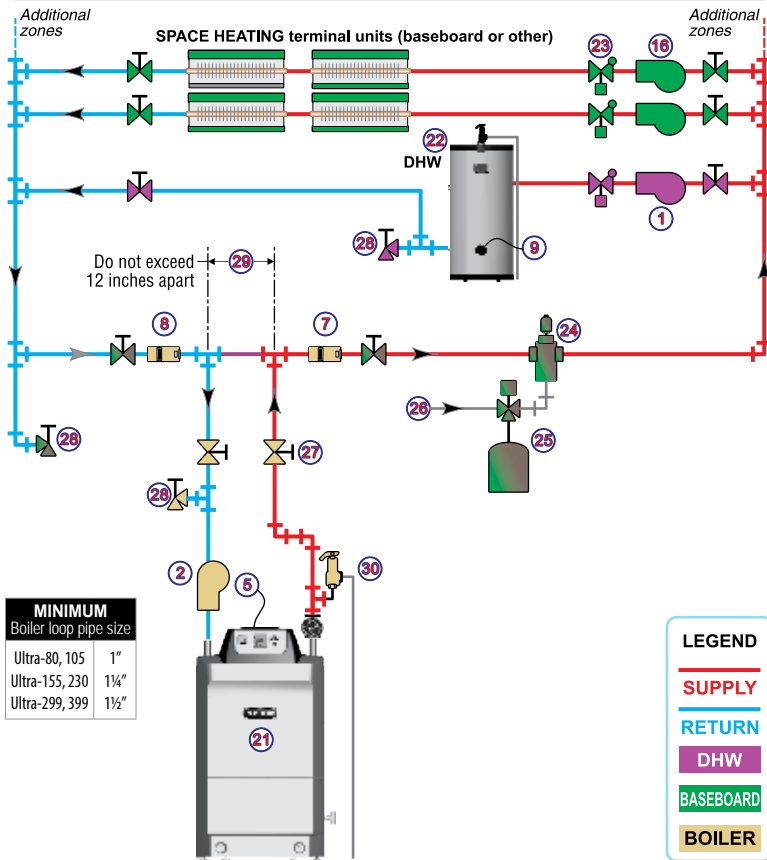 Additional
zones
Additional
zones
SPACE HEATING terminal units (baseboard or other)
23
16
22
DHW
1
28
9
Do not exceed
12 inches apart
29
8
7
24
26
25
28
27
28
2
5
30
21
MINIMUM
Boiler loop pipe size
Ultra-80, 105 1”
Ultra-155, 230 1¼”
Ultra-299, 399 1½”
LEGEND
SUPPLY
RETURN
DHW
BASEBOARD
BOILER